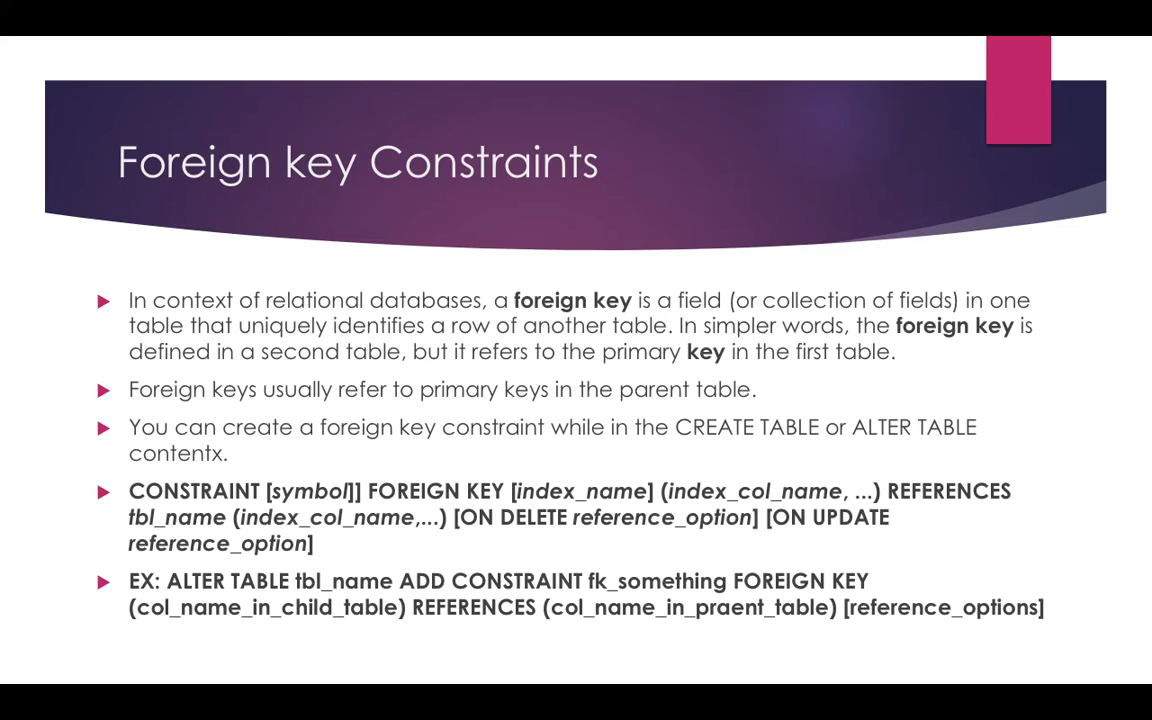 Foreign key Constraints
In context of relational databases, a foreign key is a field (or collection of fields) in one
table that uniquely identifies a row of another table. In simpler words, the foreign key is
defined in a second table, but it refers to the primary key in the first table.
Foreign keys usually refer to primary keys in the parent table.
You can create a foreign key constraint while in the CREATE TABLE or ALTER TABLE
contentx.
CONSTRAINT [symbol]] FOREIGN KEY [index_name] (index_col_name, ...) REFERENCES
tbl_name (index_col_name,...) [ON DELETE reference_option] [ON UPDATE
reference_option]
EX: ALTER TABLE tbl_name ADD CONSTRAINT fk_something FOREIGN KEY
(col_name_in_child_table) REFERENCES (col_name_in_praent_table) [reference_options]